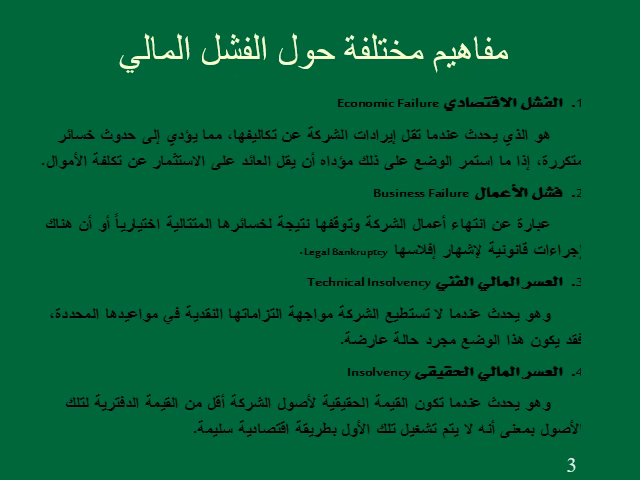 مفاهيم مختلفة حول الفشل المالي
1. الفشل الاقتصادي Economic Failure
هو الذي يحدث عندما تقل إيرادات الشركة عن تكاليفها، مما يؤدي إلى حدوث خسائر
متكررة، إذا ما استمر الوضع على ذلك مؤداه أن يقل العائد على الاستثمار عن تكلفة الأموال.
2. فشل الأعمال Business Failure
عبارة عن انتهاء أعمال الشركة وتوقفها نتيجة لخسائرها المتتالية اختيارياً أو أن هناك
إجراءات قانونية لإشهار إفلاسها Legal Bankruptcy.
3. العسر المالي الفني Technical Insolvency
وهو يحدث عندما لا تستطيع الشركة مواجهة التزاماتها النقدية في مواعيدها المحددة،
فقد يكون هذا الوضع مجرد حالة عارضة.
4. العسر المالي الحقيقي Insolvency
وهو يحدث عندما تكون القيمة الحقيقية لأصول الشركة أقل من القيمة الدفترية لتلك
الأصول بمعنى أنه لا يتم تشغيل تلك الأول بطريقة اقتصادية سليمة.
3